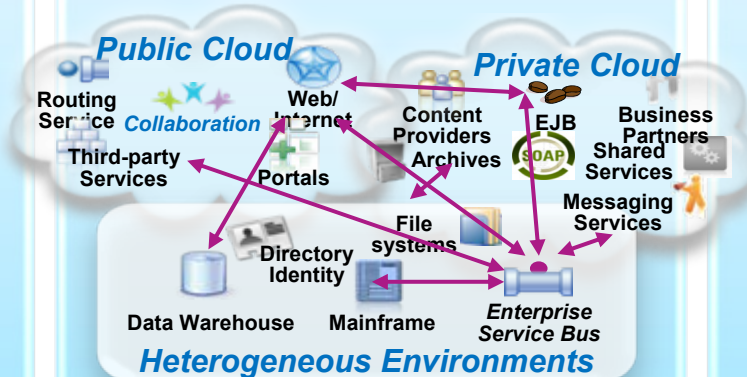 Public Cloud
Private Cloud
Routing
Service
Collaboration
Web/
Internet
Content
Providers
Archives
EJB
SOAP
Business
Partners
Shared
Services
Third-party
Services
Portals
Messaging
Services
File
systems
Directory
Identity
Data Warehouse
Mainframe
Enterprise
Service Bus
Heterogeneous Environments